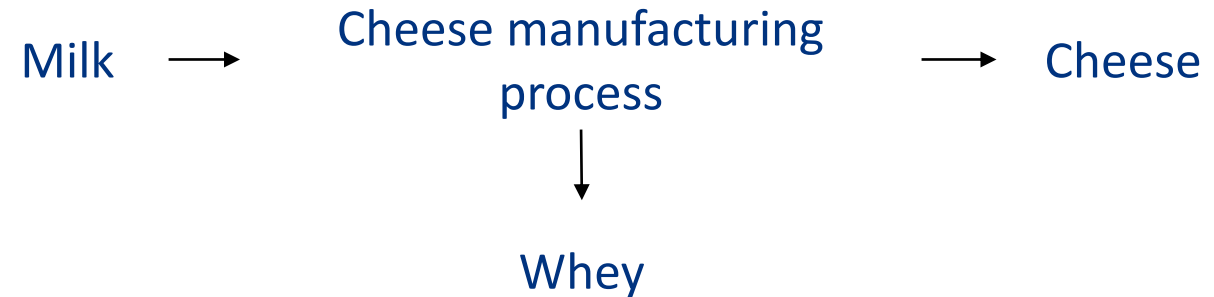 Milk
Cheese manufacturing
process
Cheese
Whey